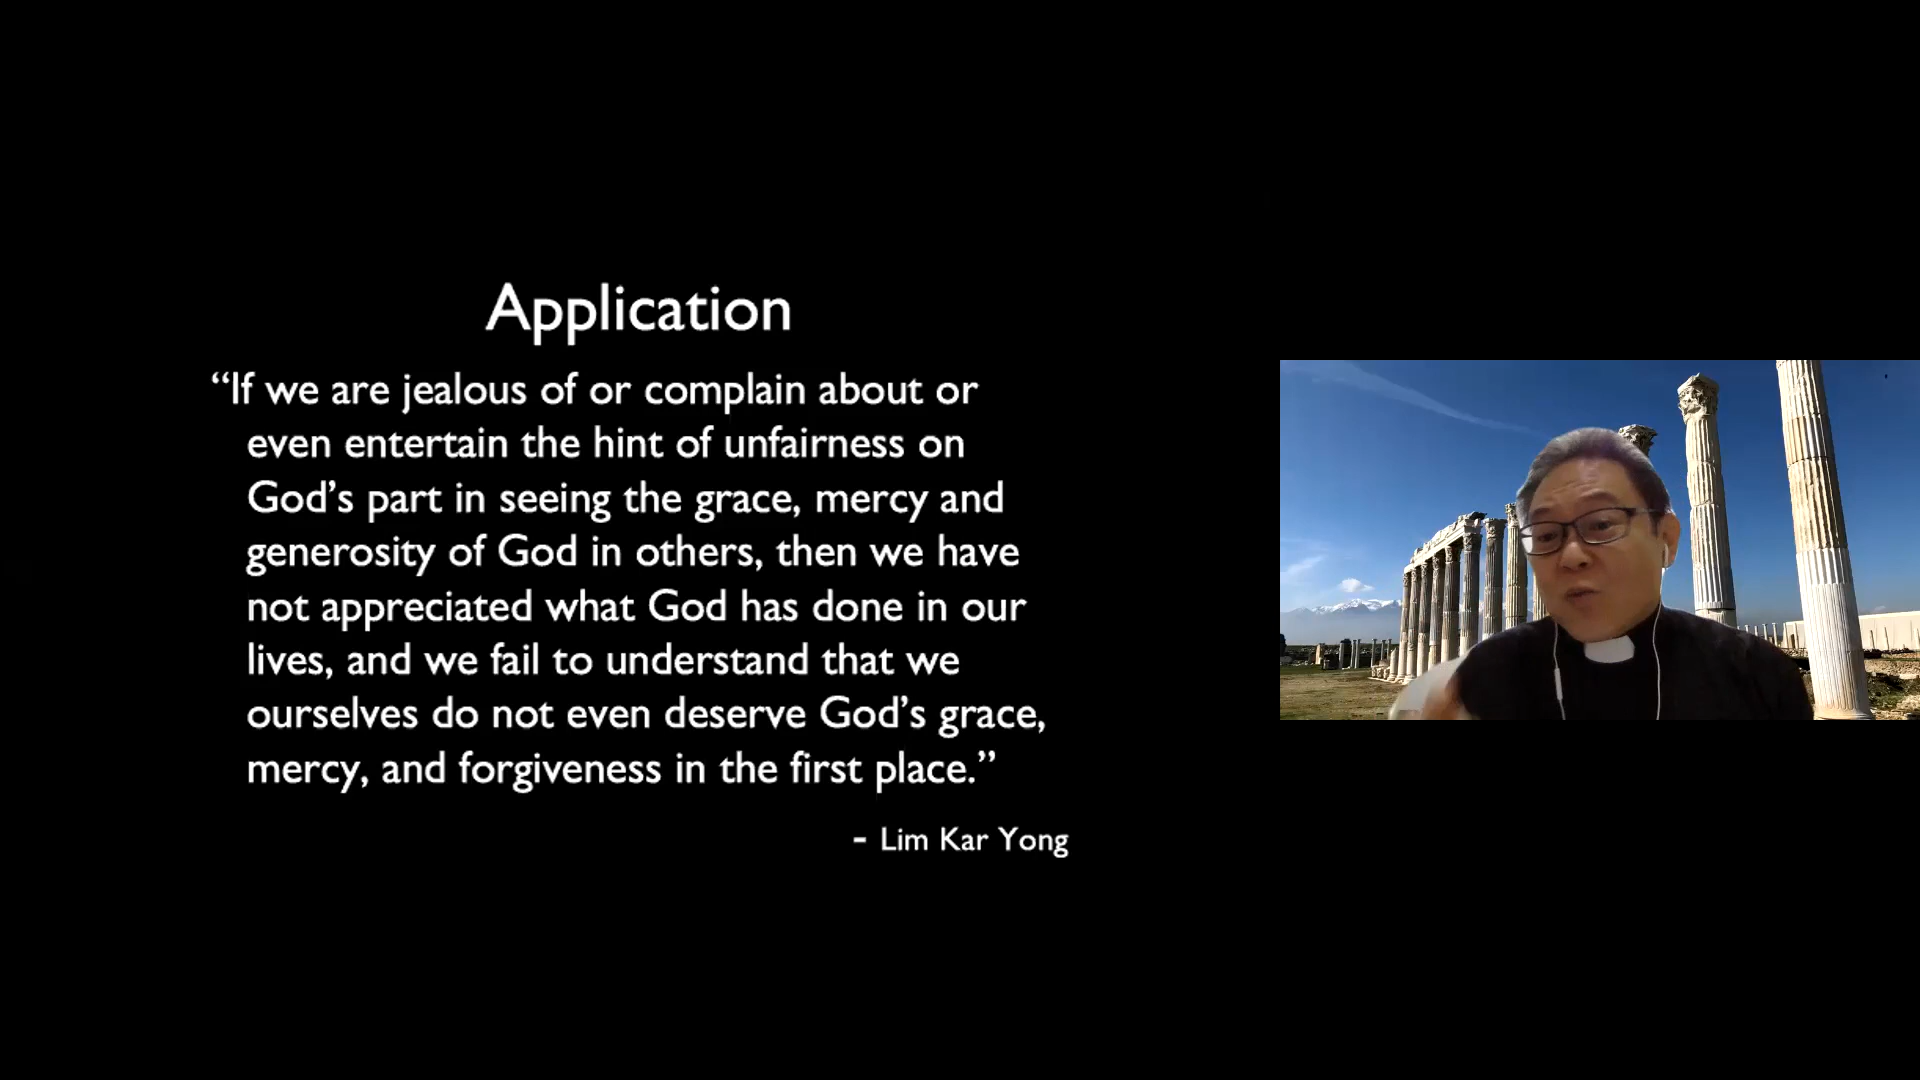 Application
“If we are jealous of or complain about or
even entertain the hint of unfairness on
God’s part in seeing the grace, mercy and
generosity of God in others, then we have
not appreciated what God has done in our
lives, and we fail to understand that we
ourselves do not even deserve God’s grace,
mercy, and forgiveness in the first place.”
- Lim Kar Yong